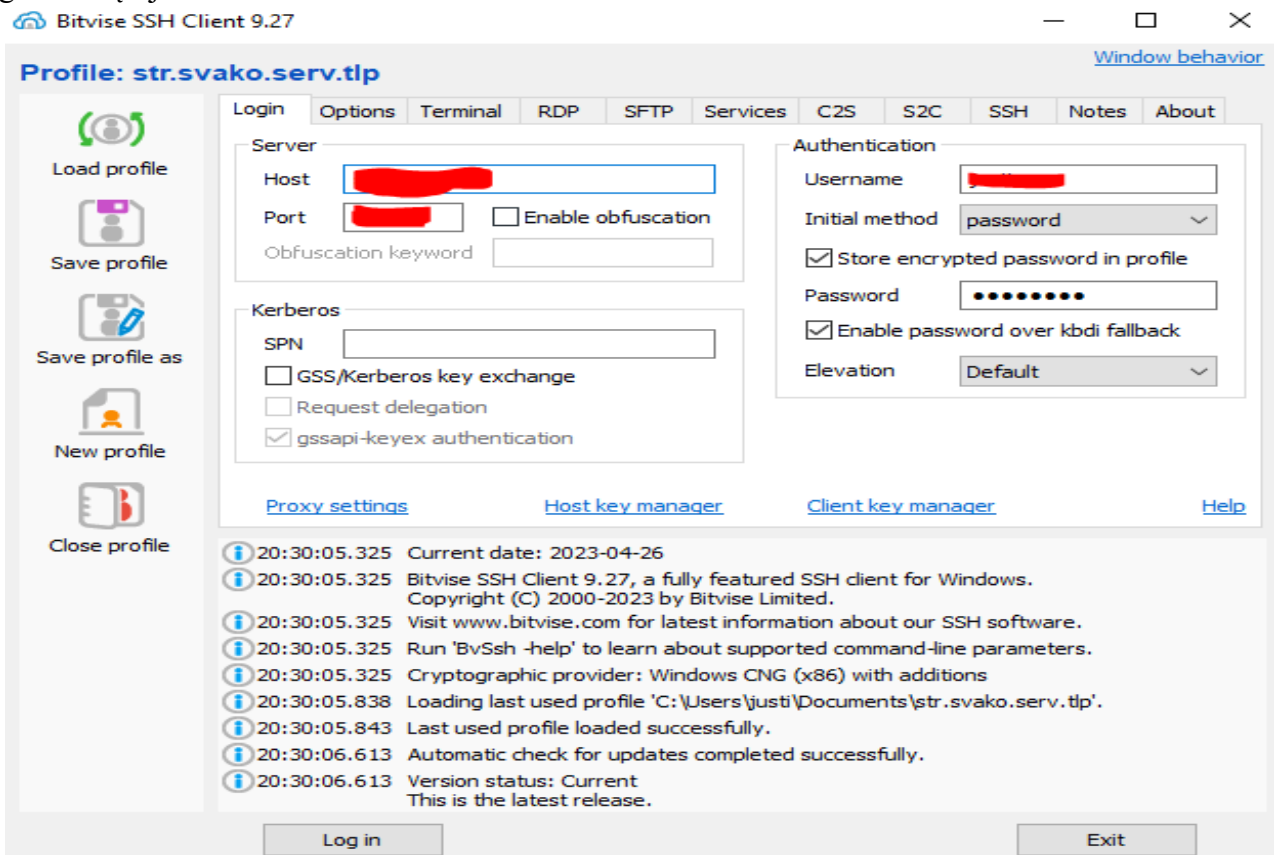 Bitvise SSH Client 9.27
Window behavior
Profile: str.svako.serv.tlp
Load profile
Save profile
Save profile as
New profile
Close profile
Login Options Terminal RDP SFTP Services C2S S2C SSH Notes About
Server
Host
Port
Enable obfuscation
Obfuscation keyword
Kerberos
SPN
GSS/Kerberos key exchange
Request delegation
gssapi-keyex authentication
Authentication
Username
Initial method password
Store encrypted password in profile
Password ●●●●●●●●
Enable password over kbdi fallback
Elevation Default
Proxy settings Host key manager Client key manager Help
20:30:05.325 Current date: 2023-04-26
20:30:05.325 Bitvise SSH Client 9.27, a fully featured SSH client for Windows.
Copyright (C) 2000-2023 by Bitvise Limited.
20:30:05.325 Visit www.bitvise.com for latest information about our SSH software.
20:30:05.325 Run 'BvSsh -help' to learn about supported command-line parameters.
20:30:05.325 Cryptographic provider: Windows CNG (x86) with additions
20:30:05.838 Loading last used profile 'C:\Users\justi\Documents\str.svako.serv.tlp'.
20:30:05.843 Last used profile loaded successfully.
20:30:06.613 Automatic check for updates completed successfully.
20:30:06.613 Version status: Current
This is the latest release.
Log in Exit